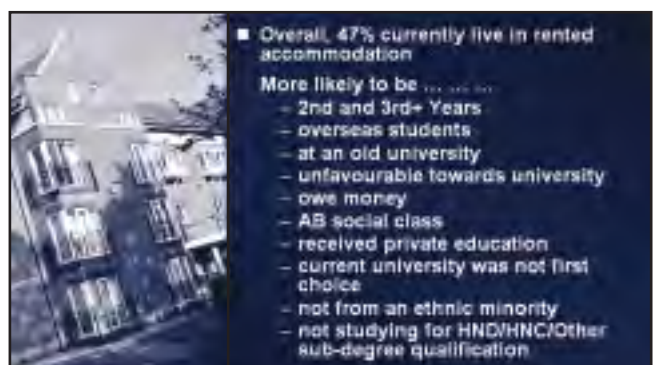 Overall, 47% currently live in rented
accommodation
More likely to be ... ... ...
– 2nd and 3rd+ Years
– overseas students
– at an old university
– unfavourable towards university
– owe money
– AB social class
– received private education
– current university was not first
choice
– not from an ethnic minority
– not studying for HND/HNC/Other
sub-degree qualification